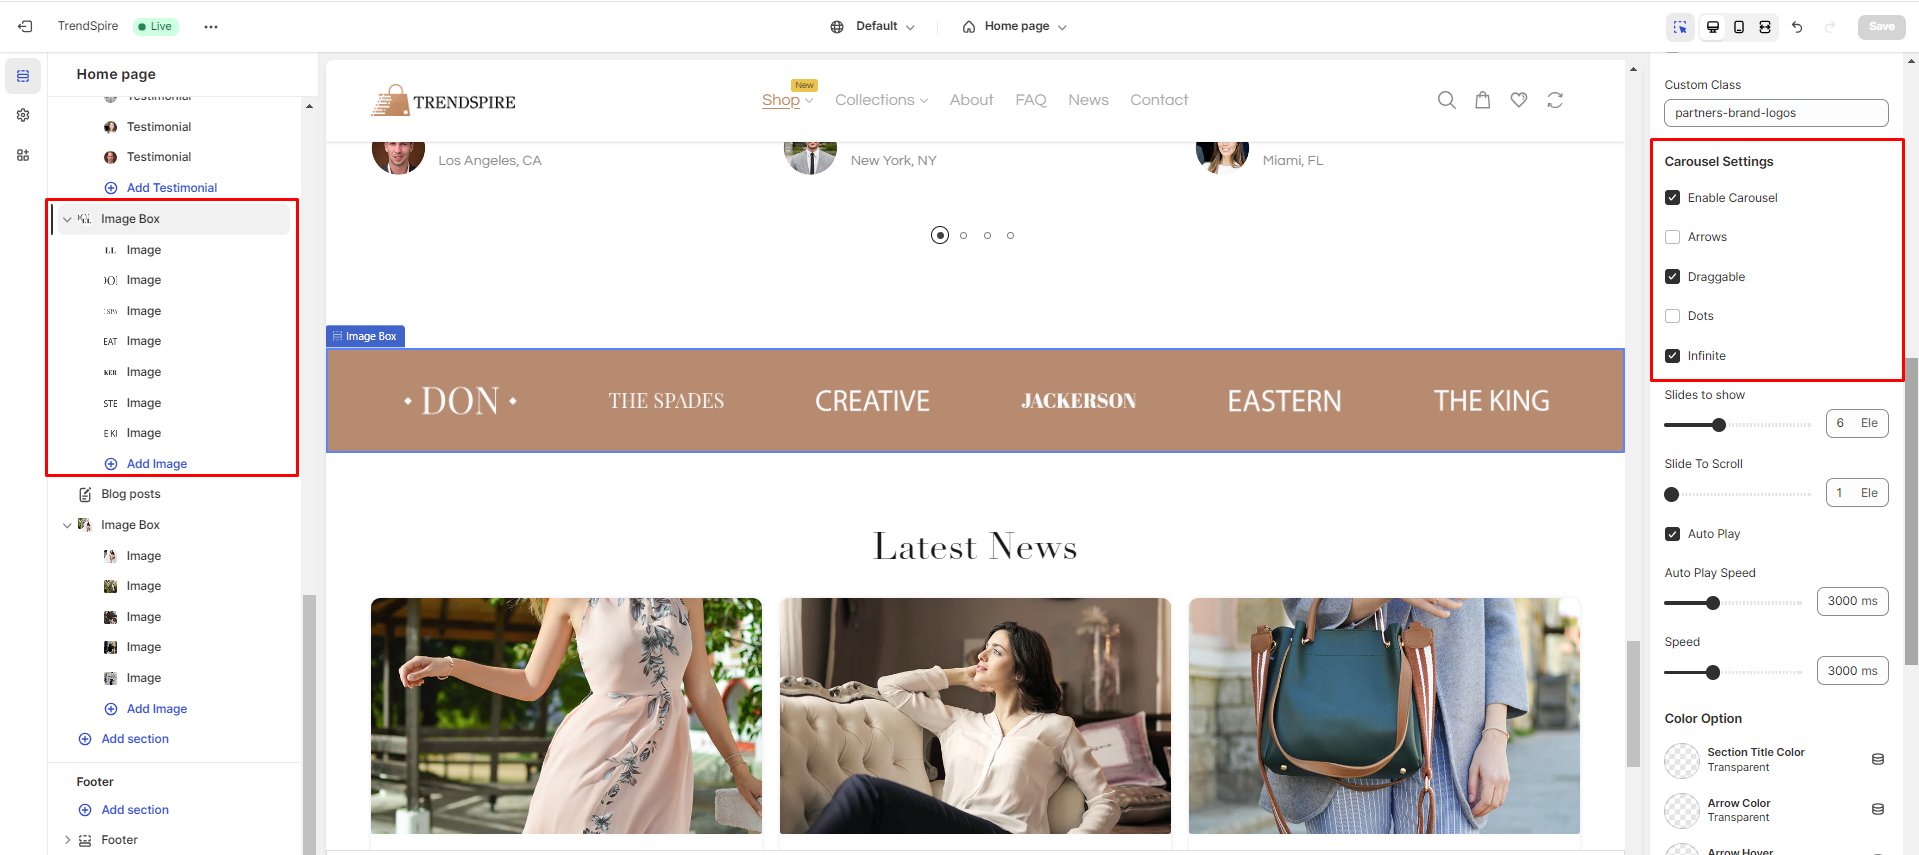 TrendSpire
Live
Default
Home page
Save
Home page
Testimonial
Testimonial
Testimonial
Add Testimonial
Image Box
Image
Image
Image
Image
Image
Image
Image
Add Image
Blog posts
Image Box
Image
Image
Image
Image
Image
Add Image
Add section
Footer
Add section
Footer
TRENDSPIRE
New
Shop
Collections
About
FAQ
News
Contact
Los Angeles, CA
New York, NY
Miami, FL
Image Box
DON
THE SPADES
CREATIVE
JACKERSON
EASTERN
THE KING
Latest News
Custom Class
partners-brand-logos
Carousel Settings
Enable Carousel
Arrows
Draggable
Dots
Infinite
Slides to show
6 Ele
Slide To Scroll
1 Ele
Auto Play
Auto Play Speed
3000 ms
Speed
3000 ms
Color Option
Section Title Color
Transparent
Arrow Color
Transparent
Arrow Hover